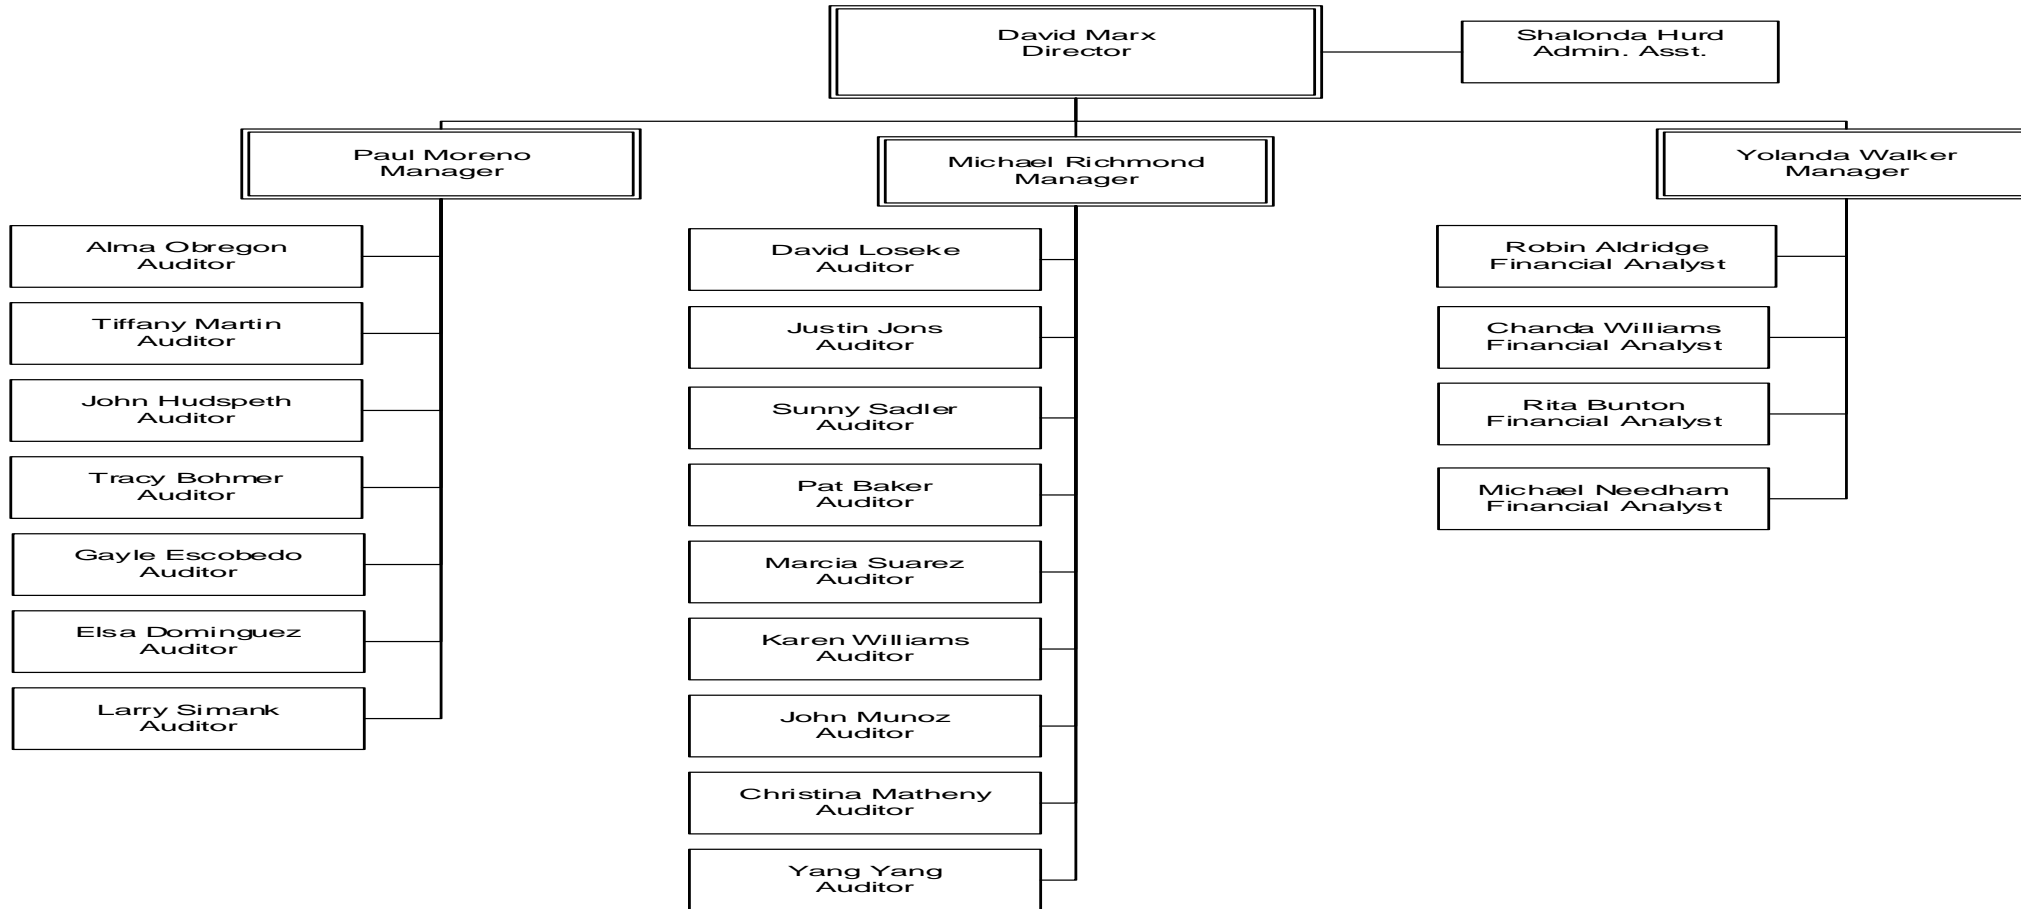 David Marx
Director
Shalonda Hurd
Admin. Asst.
Paul Moreno
Manager
Michael Richmond
Manager
Yolanda Walker
Manager
Alma Obregon
Auditor
Tiffany Martin
Auditor
John Hudspeth
Auditor
Tracy Bohmer
Auditor
Gayle Escobedo
Auditor
Elsa Dominguez
Auditor
Larry Simank
Auditor
David Loseke
Auditor
Justin Jons
Auditor
Sunny Sadler
Auditor
Pat Baker
Auditor
Marcia Suarez
Auditor
Karen Williams
Auditor
John Munoz
Auditor
Christina Matheny
Auditor
Yang Yang
Auditor
Robin Aldridge
Financial Analyst
Chanda Williams
Financial Analyst
Rita Bunton
Financial Analyst
Michael Needham
Financial Analyst